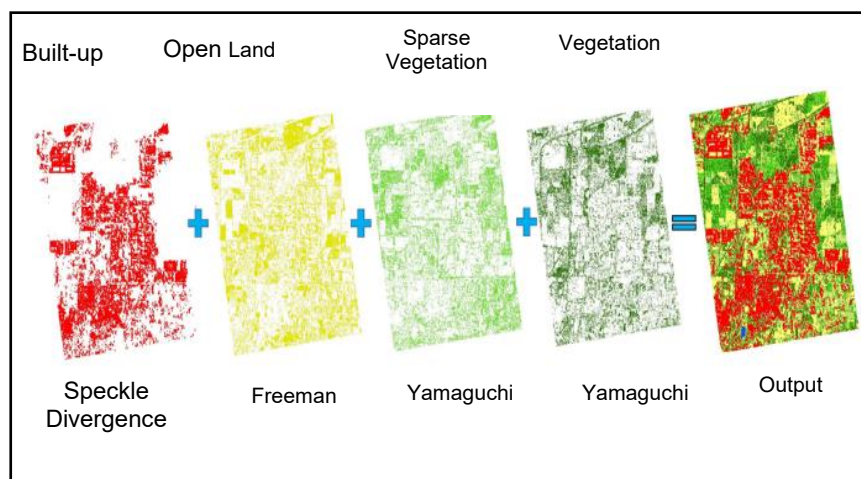 Built-up
Open Land
Sparse
Vegetation
Vegetation
Speckle
Divergence
Freeman
Yamaguchi
Yamaguchi
Output